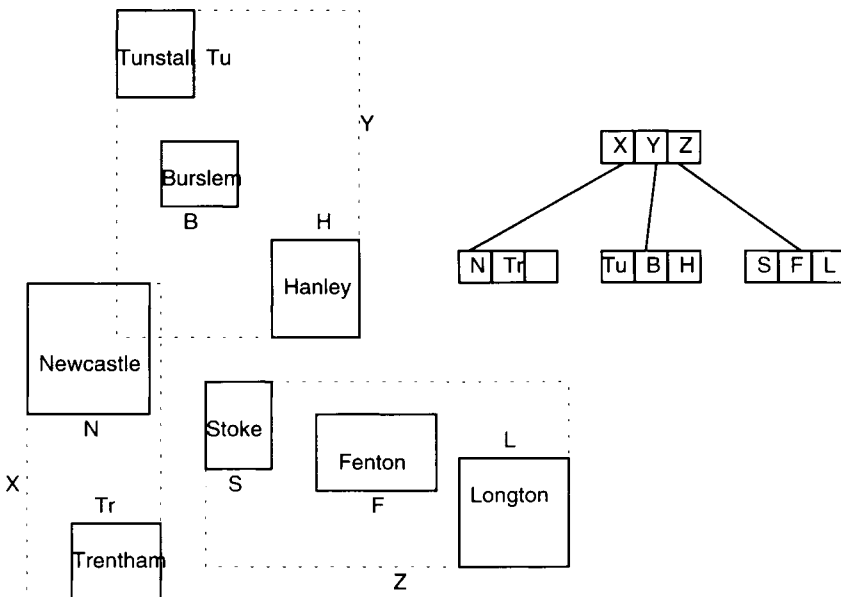 Tunstall Tu
Y
Burslem
B
H
Hanley
Newcastle
N
X
Tr
Trentham
Stoke
S
Fenton
F
L
Longton
Z
X Y Z
N Tr
Tu B H
S F L